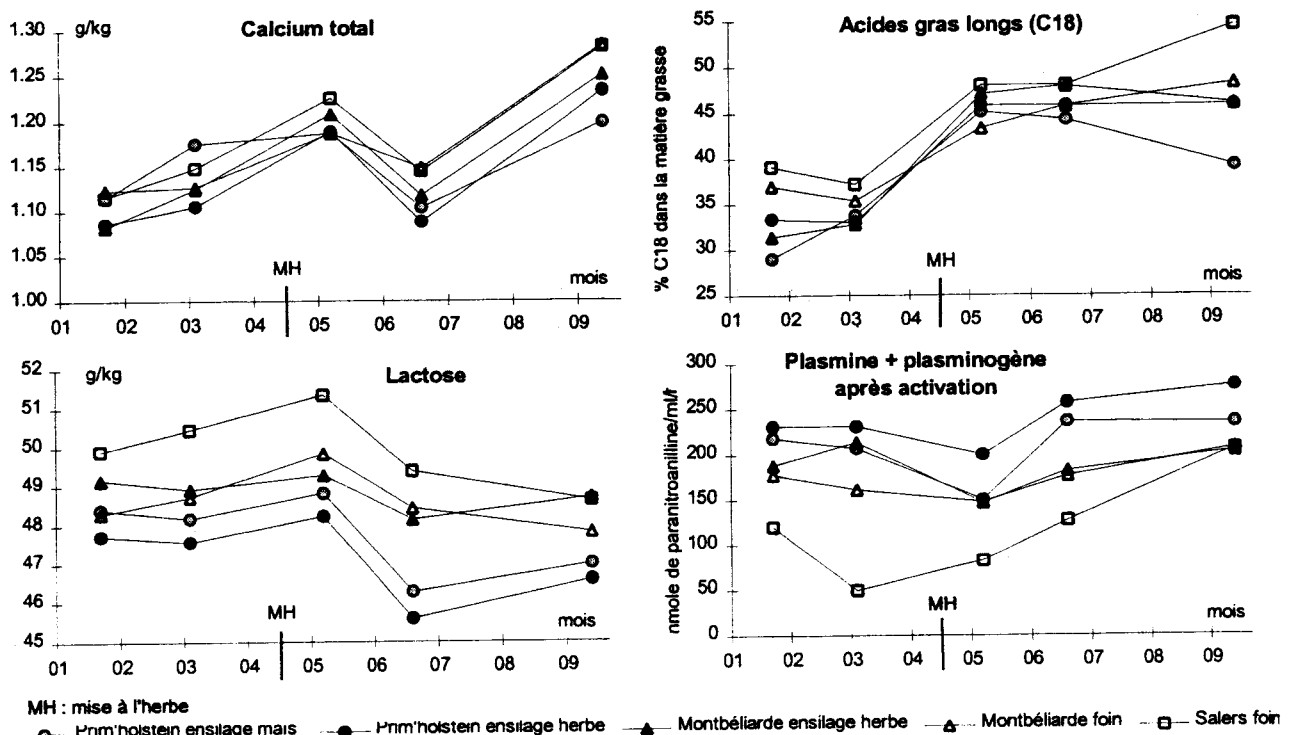 Calcium total
g/kg
1.30
1.25
1.20
1.15
1.10
1.05
1.00
MH
mois
01 02 03 04 05 06 07 08 09
Acides gras longs (C18)
% C18 dans la matière grasse
55
50
45
40
35
30
25
MH
mois
01 02 03 04 05 06 07 08 09
Lactose
g/kg
52
51
50
49
48
47
46
45
MH
mois
01 02 03 04 05 06 07 08 09
Plasmine + plasminogène
après activation
nmole de paranitroanilline/ml/
300
250
200
150
100
50
0
MH
mois
01 02 03 04 05 06 07 08 09
MH : mise à l'herbe
Prim'holstein ensilage maïs Prim'holstein ensilage herbe Montbéliarde ensilage herbe Montbéliarde foin Salers foin